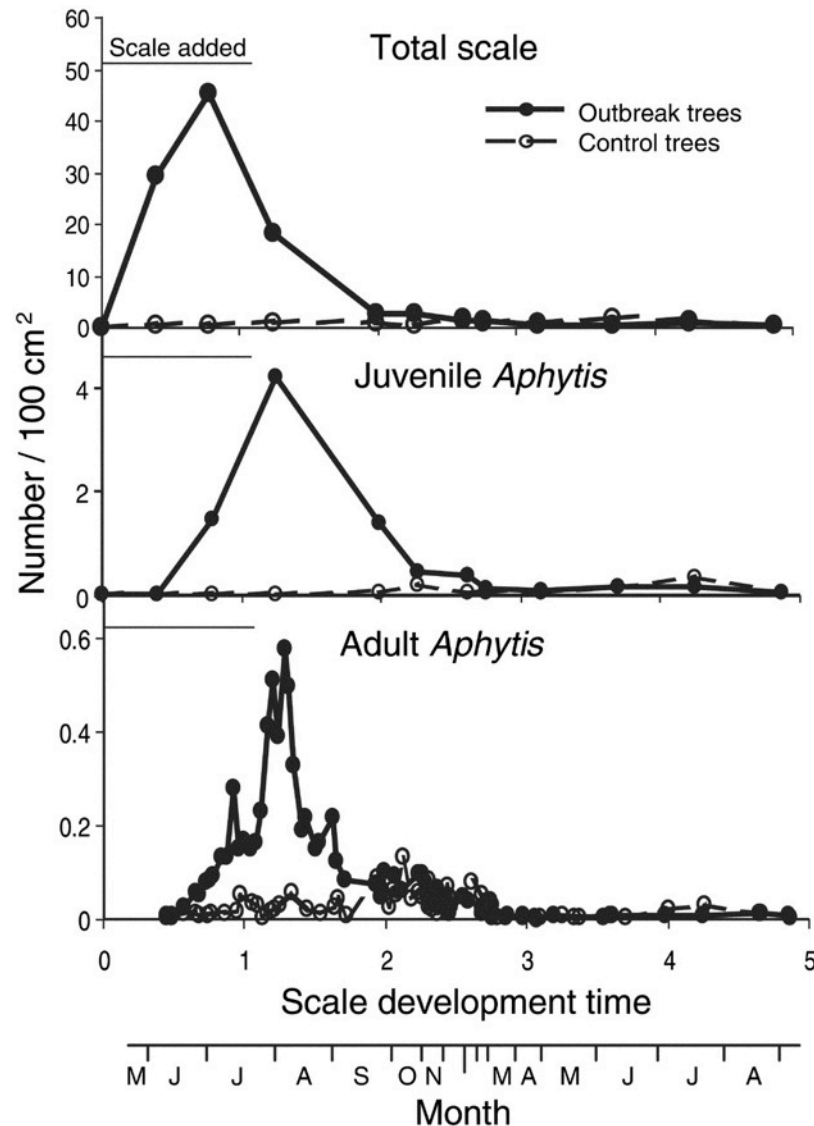 60
Scale added
Total scale
50
Outbreak trees
40
Control trees
30
20
10
0
Juvenile Aphytis
4
2
0
Number / 100 cm²
Adult Aphytis
0.6
0.4
0.2
0
0 1 2 3 4 5
Scale development time
M J J A S O N M A M J J A
Month